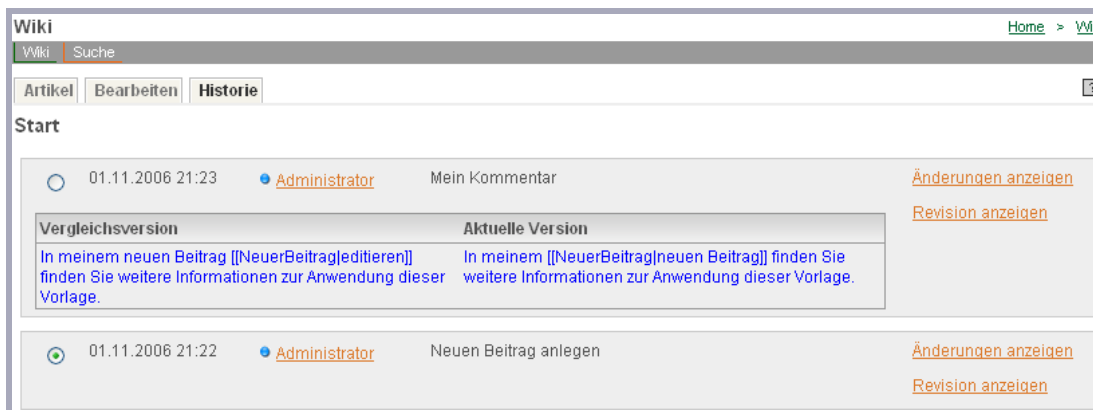 Wiki
Home >
Wiki Suche
Artikel Bearbeiten Historie
Start
01.11.2006 21:23 Administrator Mein Kommentar Änderungen anzeigen
Revision anzeigen
Vergleichsversion Aktuelle Version
In meinem neuen Beitrag [[NeuerBeitrag|editieren]] In meinem [[NeuerBeitrag|neuen Beitrag]] finden Sie
finden Sie weitere Informationen zur Anwendung dieser weitere Informationen zur Anwendung dieser Vorlage.
Vorlage.
01.11.2006 21:22 Administrator Neuen Beitrag anlegen Änderungen anzeigen
Revision anzeigen